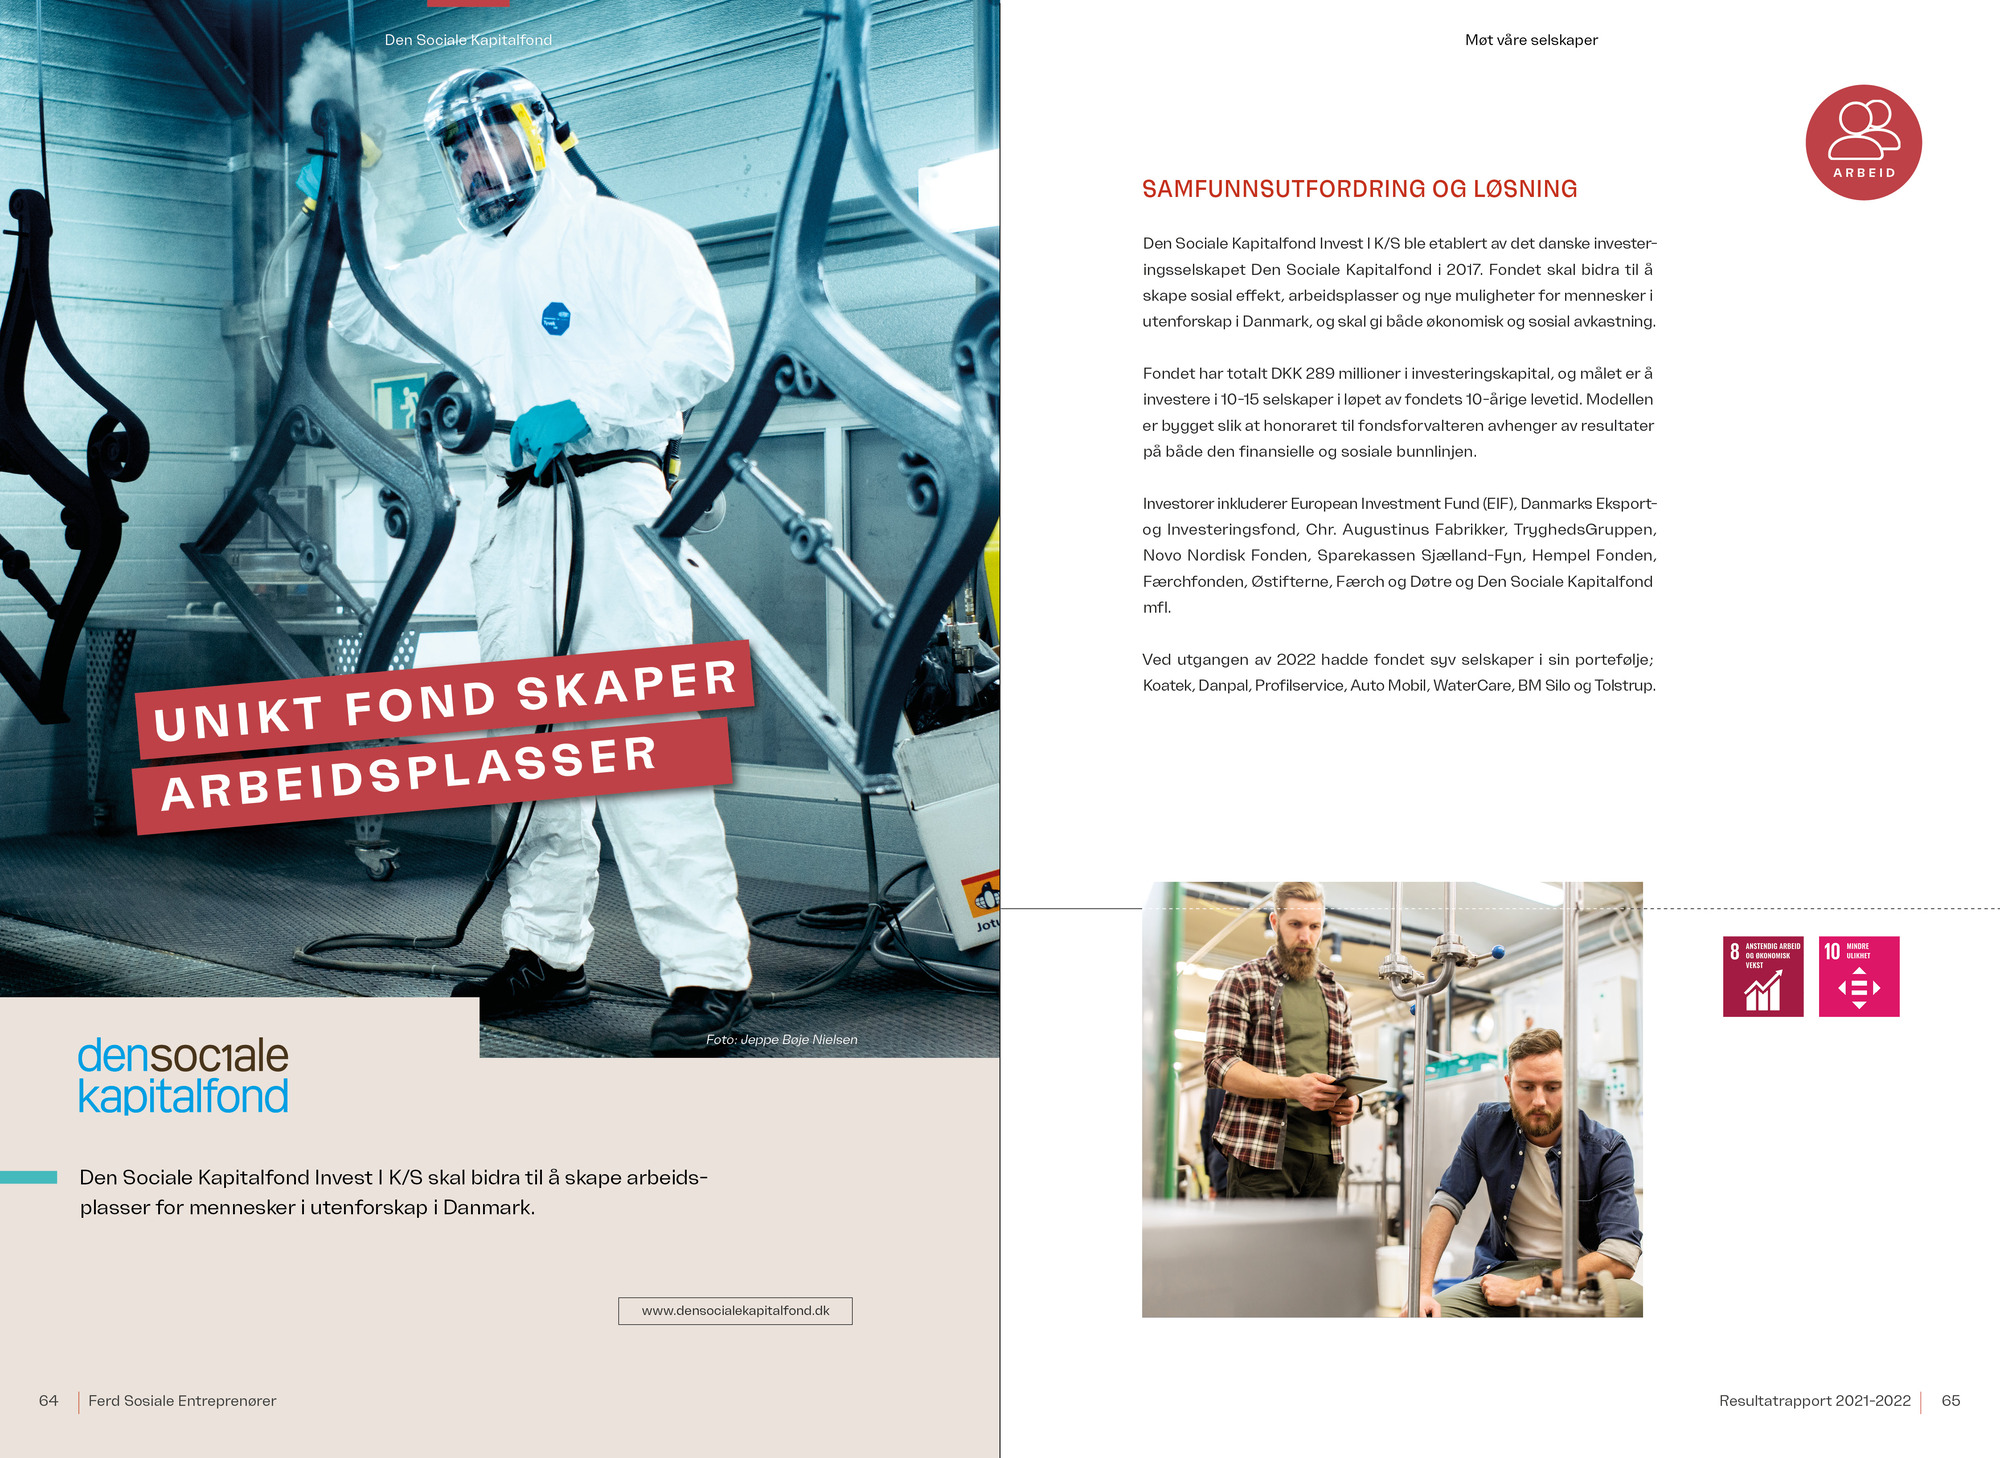 Den Sociale Kapitalfond
UNIKT FOND SKAPER
ARBEIDSPLASSER
Foto: Jeppe Bøje Nielsen
densoc1ale
kapitalfond
Den Sociale Kapitalfond Invest I K/S skal bidra til å skape arbeids-
plasser for mennesker i utenforskap i Danmark.
www.densocialekapitalfond.dk
64
Ferd Sosiale Entreprenører
Møt våre selskaper
ARBEID
SAMFUNNSUTFORDRING OG LØSNING
Den Sociale Kapitalfond Invest I K/S ble etablert av det danske invester-
ingsselskapet Den Sociale Kapitalfond i 2017. Fondet skal bidra til å
skape sosial effekt, arbeidsplasser og nye muligheter for mennesker i
utenforskap i Danmark, og skal gi både økonomisk og sosial avkastning.
Fondet har totalt DKK 289 millioner i investeringskapital, og målet er å
investere i 10-15 selskaper i løpet av fondets 10-årige levetid. Modellen
er bygget slik at honoraret til fondsforvalteren avhenger av resultater
på både den finansielle og sosiale bunnlinjen.
Investorer inkluderer European Investment Fund (EIF), Danmarks Eksport-
og Investeringsfond, Chr. Augustinus Fabrikker, TryghedsGruppen,
Novo Nordisk Fonden, Sparekassen Sjælland-Fyn, Hempel Fonden,
Færchfonden, Østifterne, Færch og Døtre og Den Sociale Kapitalfond
mfl.
Ved utgangen av 2022 hadde fondet syv selskaper i sin portefølje;
Koatek, Danpal, Profilservice, Auto Mobil, WaterCare, BM Silo og Tolstrup.
8 ANSTENDIG ARBEID
OG ØKONOMISK
VEKST
10 MINDRE
ULIKHET
Resultatrapport 2021-2022
65